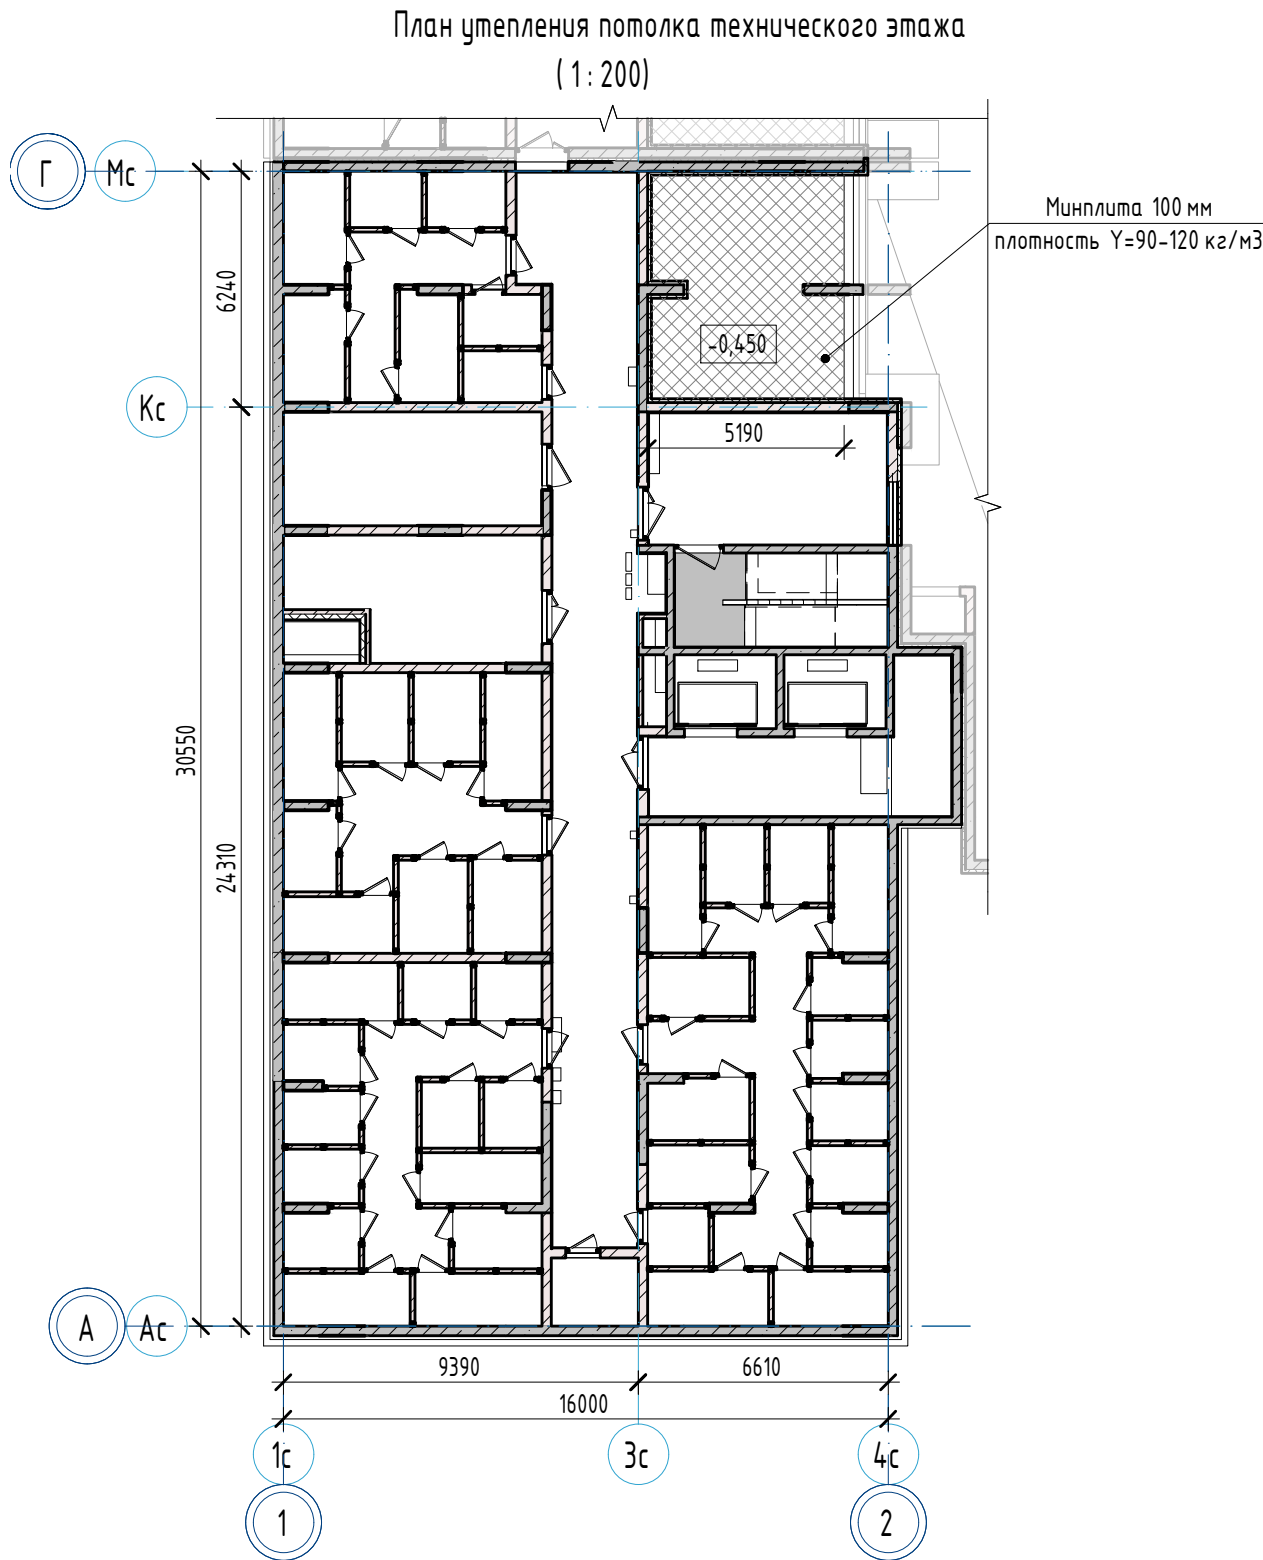 План утепления потолка технического этажа
(1:200)
Г
Мс
Минплита 100 мм
плотность Y=90-120 кг/м3
6240
-0,450
Кс
5190
30550
24310
А
Ас
9390
6610
16000
1с
3с
4с
1
2